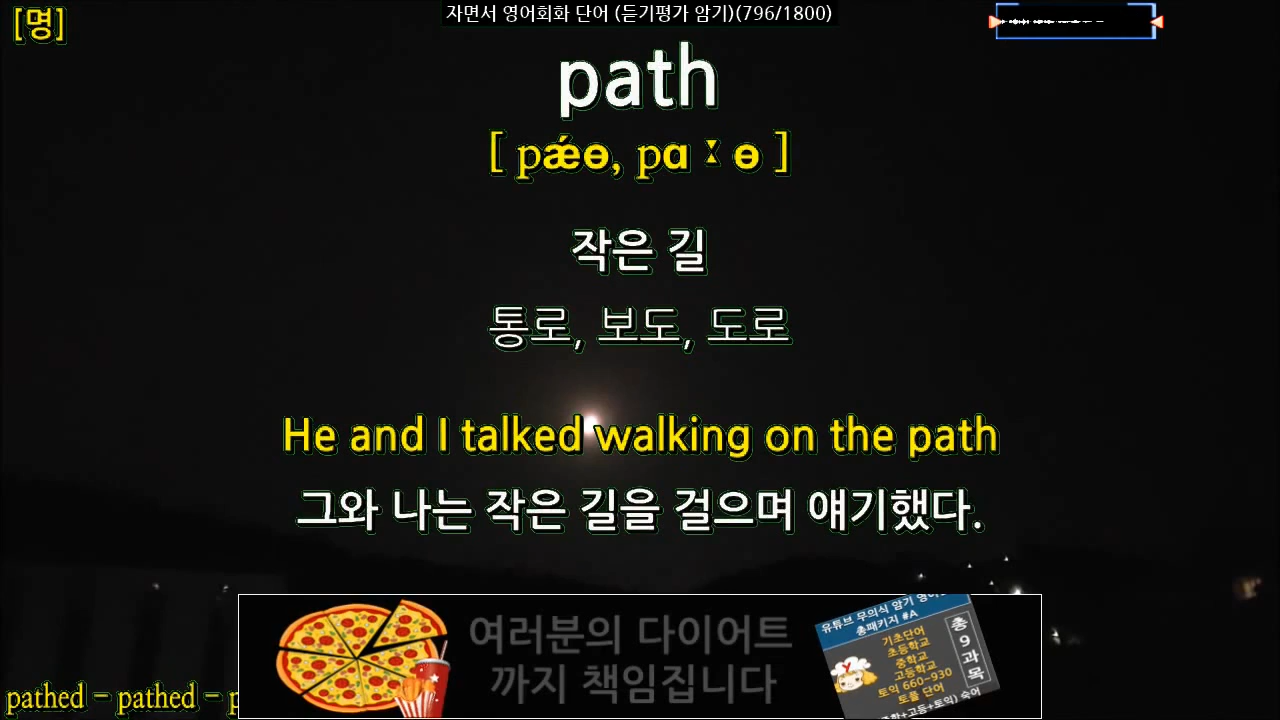 [명]
자면서 영어회화 단어 (듣기평가 암기)(796/1800)
path
[ pǽɵ, pɑːɵ ]
작은 길
통로, 보도, 도로
He and I talked walking on the path
그와 나는 작은 길을 걸으며 얘기했다.
여러분의 다이어트
까지 책임집니다
유튜브 무의식 암기
총패키지 #A
기초단어
초등학교
중학교
고등학교
토익 660-930
토플 단어
총9과목
pathed - pathed -